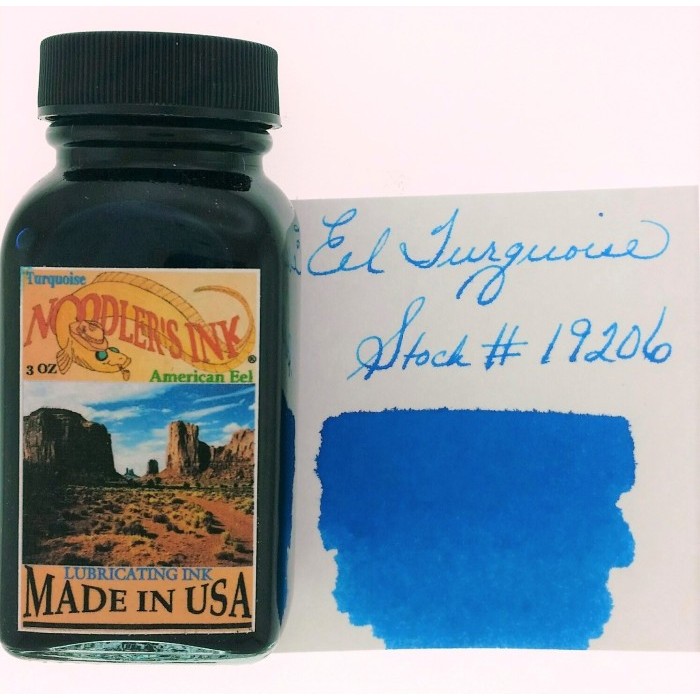 Turquoise
NOODLER'S INK ®
3 OZ
American Eel
LUBRICATING INK
MADE IN USA
Eel Turquoise
Stock # 19206